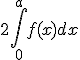 2∫₀ᵃ f(x)dx